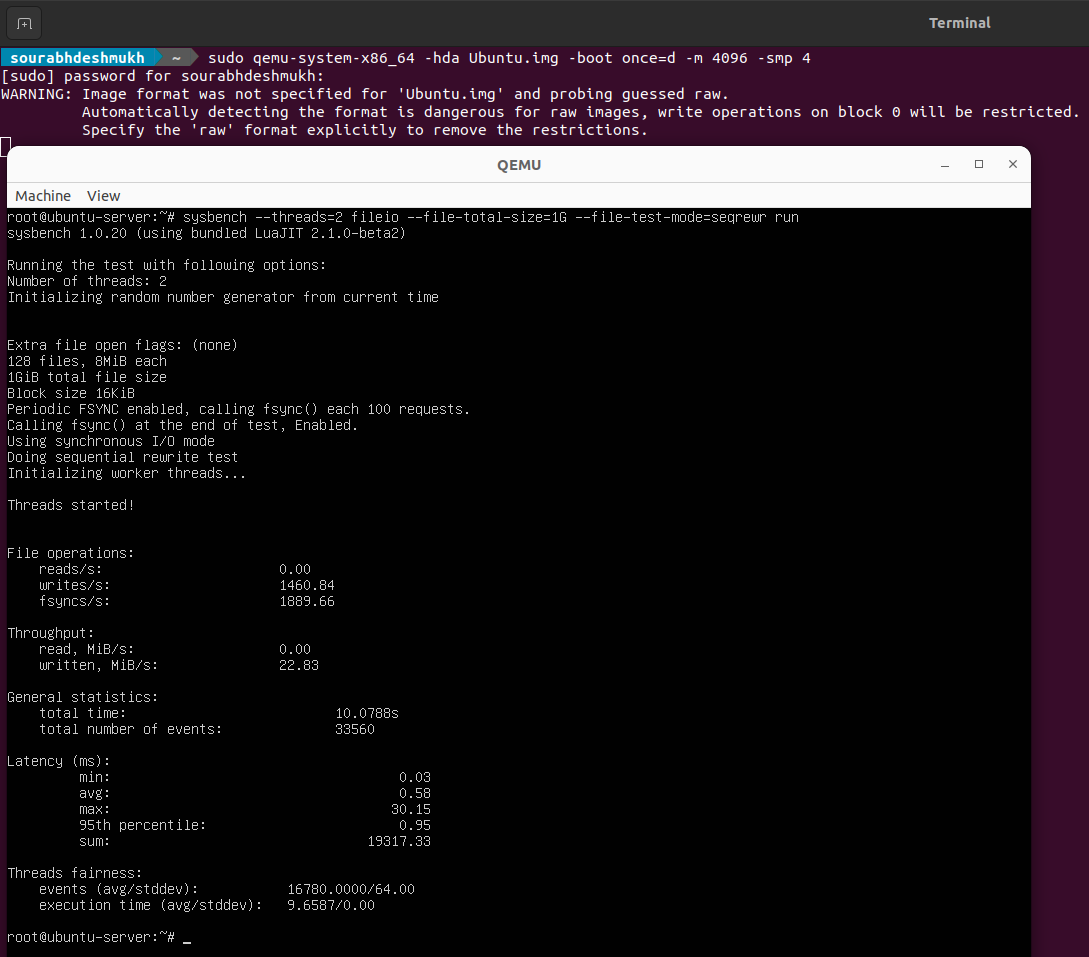 Terminal
sourabhdeshmukh ~ sudo qemu-system-x86_64 -hda Ubuntu.img -boot once=d -m 4096 -smp 4
[sudo] password for sourabhdeshmukh:
WARNING: Image format was not specified for 'Ubuntu.img' and probing guessed raw.
         Automatically detecting the format is dangerous for raw images, write operations on block 0 will be restricted.
         Specify the 'raw' format explicitly to remove the restrictions.
QEMU
Machine View
root@ubuntu-server:~# sysbench --threads=2 fileio --file-total-size=1G --file-test-mode=seqrewr run
sysbench 1.0.20 (using bundled LuaJIT 2.1.0-beta2)
Running the test with following options:
Number of threads: 2
Initializing random number generator from current time
Extra file open flags: (none)
128 files, 8MiB each
1GiB total file size
Block size 16KiB
Periodic FSYNC enabled, calling fsync() each 100 requests.
Calling fsync() at the end of test, Enabled.
Using synchronous I/O mode
Doing sequential rewrite test
Initializing worker threads...
Threads started!
File operations:
    reads/s:                      0.00
    writes/s:                     1460.84
    fsyncs/s:                     1889.66
Throughput:
    read, MiB/s:                  0.00
    written, MiB/s:               22.83
General statistics:
    total time:                          10.0788s
    total number of events:              33560
Latency (ms):
         min:                                    0.03
         avg:                                    0.58
         max:                                   30.15
         95th percentile:                        0.95
         sum:                                19317.33
Threads fairness:
    events (avg/stddev):           16780.0000/64.00
    execution time (avg/stddev):   9.6587/0.00
root@ubuntu-server:~# _